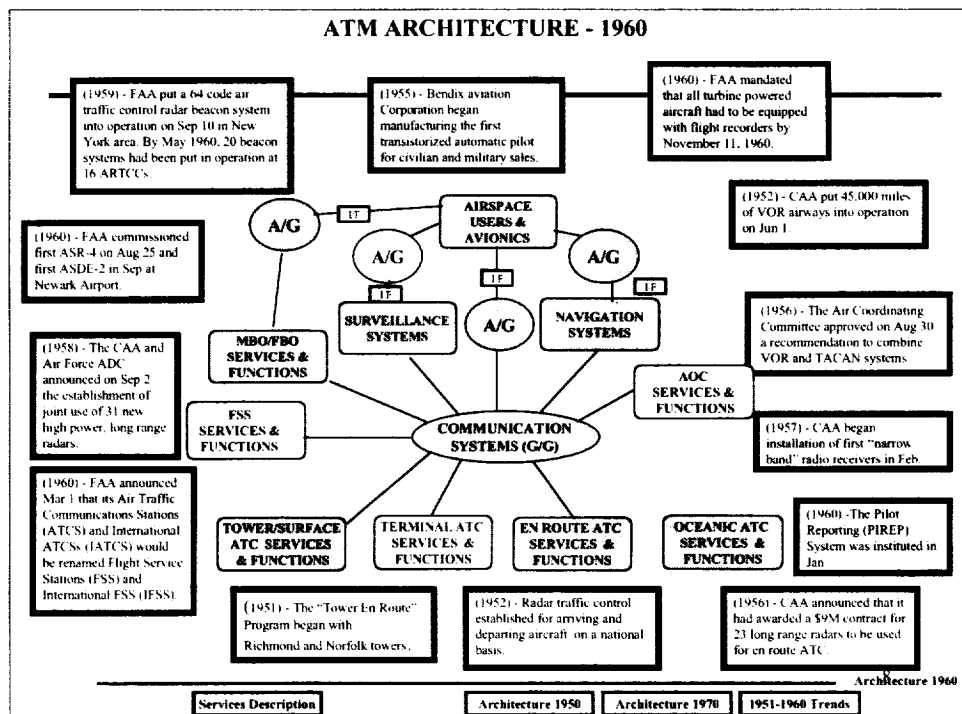 ATM ARCHITECTURE - 1960
(1959) - FAA put a 64 code air
traffic control radar beacon system
into operation on Sep 10 in New
York area. By May 1960, 20 beacon
systems had been put in operation at
16 ARTCCs.
(1955) - Bendix aviation
Corporation began
manufacturing the first
transistorized automatic pilot
for civilian and military sales.
(1960) - FAA mandated
that all turbine powered
aircraft had to be equipped
with flight recorders by
November 11, 1960.
(1952) - CAA put 45,000 miles
of VOR airways into operation
on Jun 1.
(1960) - FAA commissioned
first ASR-4 on Aug 25 and
first ASDE-2 in Sep at
Newark Airport.
A/G
IF
AIRSPACE
USERS &
AVIONICS
A/G
IF
A/G
IF
A/G
IF
SURVEILLANCE
SYSTEMS
NAVIGATION
SYSTEMS
MBO/FBO
SERVICES &
FUNCTIONS
(1956) - The Air Coordinating
Committee approved on Aug 30
a recommendation to combine
VOR and TACAN systems
(1958) - The CAA and
Air Force ADC
announced on Sep 2
the establishment of
joint use of 31 new
high power, long range
radars.
AOC
SERVICES &
FUNCTIONS
FSS
SERVICES &
FUNCTIONS
COMMUNICATION
SYSTEMS (G/G)
(1957) - CAA began
installation of first "narrow
band" radio receivers in Feb.
(1960) - FAA announced
Mar 1 that its Air Traffic
Communications Stations
(ATCS) and International
ATCSs (IATCS) would
be renamed Flight Service
Stations (FSS) and
International FSS (IFSS).
TOWER/SURFACE
ATC SERVICES
& FUNCTIONS
TERMINAL ATC
SERVICES &
FUNCTIONS
EN ROUTE ATC
SERVICES &
FUNCTIONS
OCEANIC ATC
SERVICES &
FUNCTIONS
(1960) -The Pilot
Reporting (PIREP)
System was instituted in
Jan
(1951) - The "Tower En Route"
Program began with
Richmond and Norfolk towers.
(1952) - Radar traffic control
established for arriving and
departing aircraft on a national
basis.
(1956) - CAA announced that it
had awarded a $9M contract for
23 long range radars to be used
for en route ATC.
8
Architecture 1960
Services Description
Architecture 1950
Architecture 1970
1951-1960 Trends